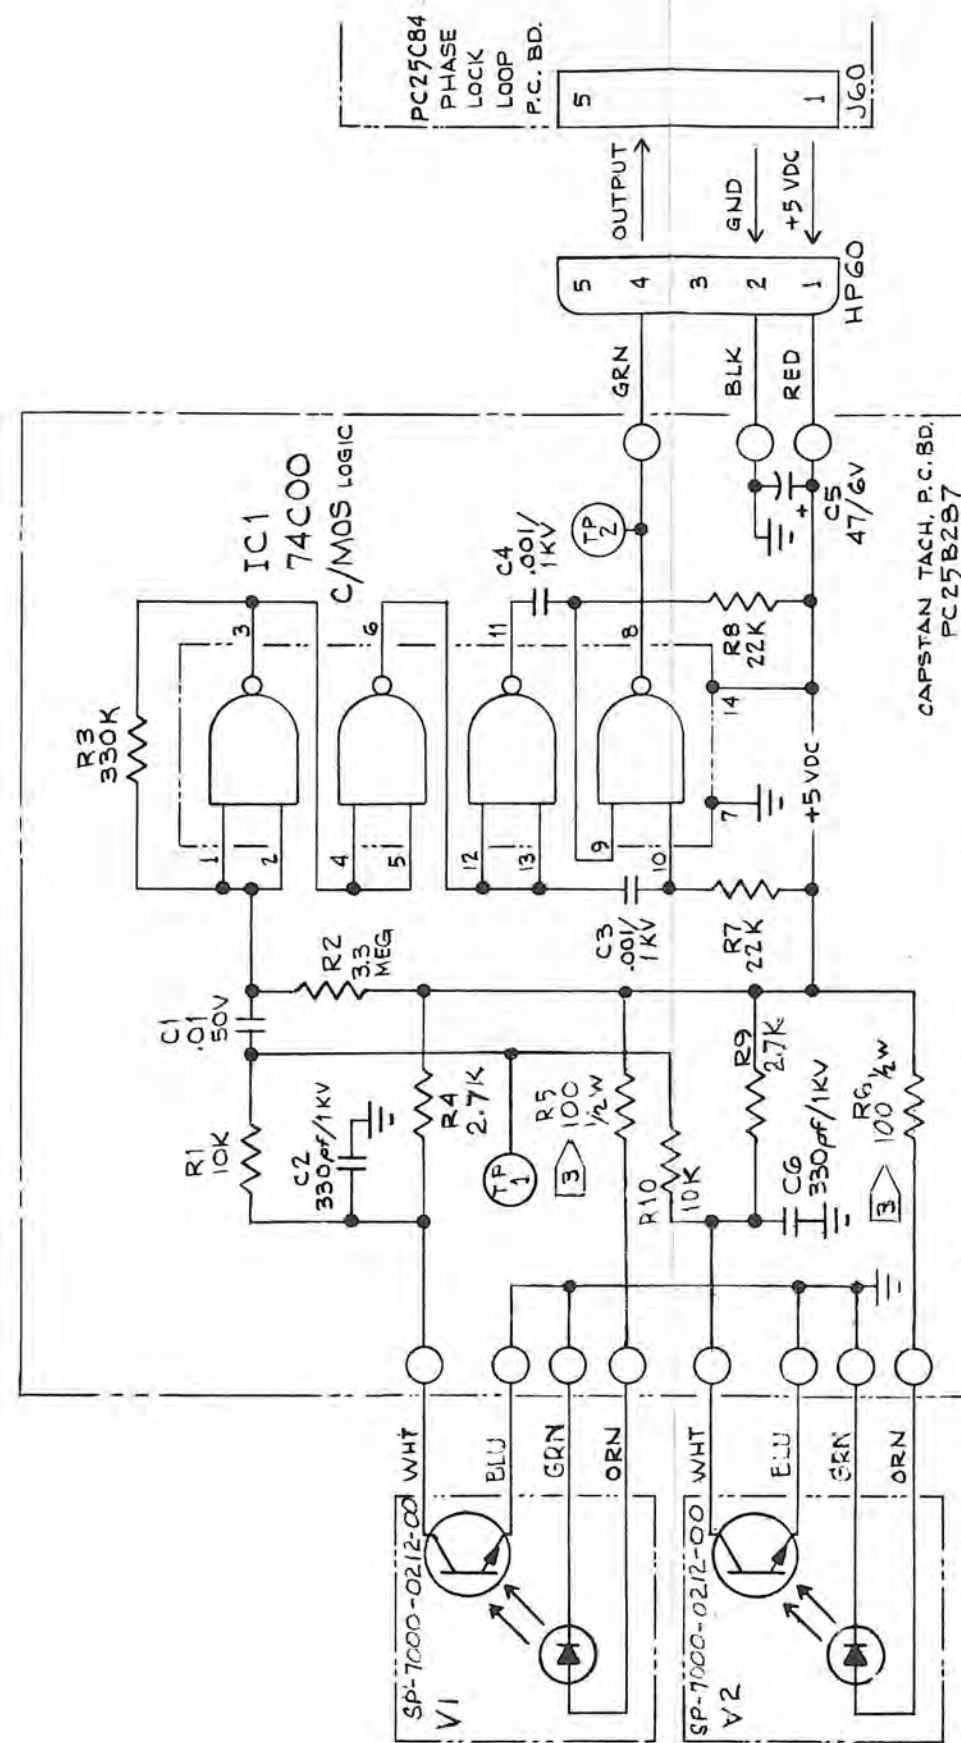 PC25C84
PHASE
LOCK
LOOP
P.C. BD.
5
1
J60
OUTPUT
GND
+5 VDC
5
4
3
2
1
HP60
GRN
BLK
RED
IC1
74C00
C/MOS LOGIC
R3
330K
1
2
3
4
5
6
12
13
11
9
10
8
7
14
C4
.001/
1KV
TP
2
R8
22K
+
C5
47/6V
+5 VDC
CAPSTAN TACH. P.C. BD.
PC25B287
C1
.01
50V
R2
3.3
MEG
C3
.001/
1KV
R7
22K
R1
10K
C2
330pf/1KV
R4
2.7K
TP
1
R5
100
½W
3
R10
10K
R9
2.7K
C6
330pf/1KV
R6
100 ½W
3
WHT
BLU
GRN
ORN
WHT
BLU
GRN
ORN
SP-7000-0212-00
V1
SP-7000-0212-00
V2